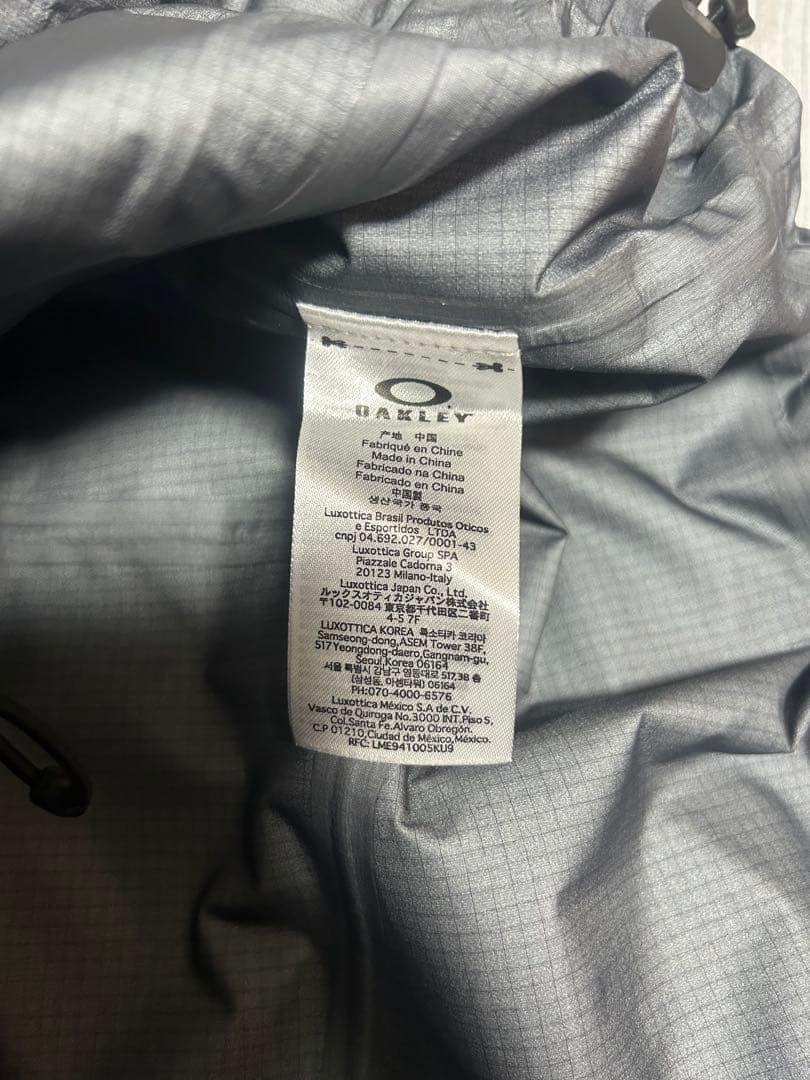 OAKLEY
产地 中国
Fabriqué en Chine
Made in China
Fabricado na China
Fabricado en China
中国製
생산국가 중국
Luxottica Brasil Produtos Oticos
e Esportidos LTDA
cnpj 04.692.027/0001-43
Luxottica Group SPA
Piazzale Cadorna 3
20123 Milano-Italy
Luxottica Japan Co., Ltd.
ルックスオティカジャパン株式会社
〒102-0084 東京都千代田区二番町
4-5 7F
LUXOTTICA KOREA 룩소티카 코리아
Samseong-dong,ASEM Tower 38F,
517 Yeongdong-daero,Gangnam-gu,
Seoul,Korea 06164
서울 특별시 강남구 영동대로 517,38 층
(삼성동, 아셈타워) 06164
PH:070-4000-6576
Luxottica México S.A de C.V.
Vasco de Quiroga No.3000 INT.Piso 5,
Col.Santa Fe.Alvaro Obregón.
C.P 01210,Ciudad de México,México.
RFC: LME941005KU9